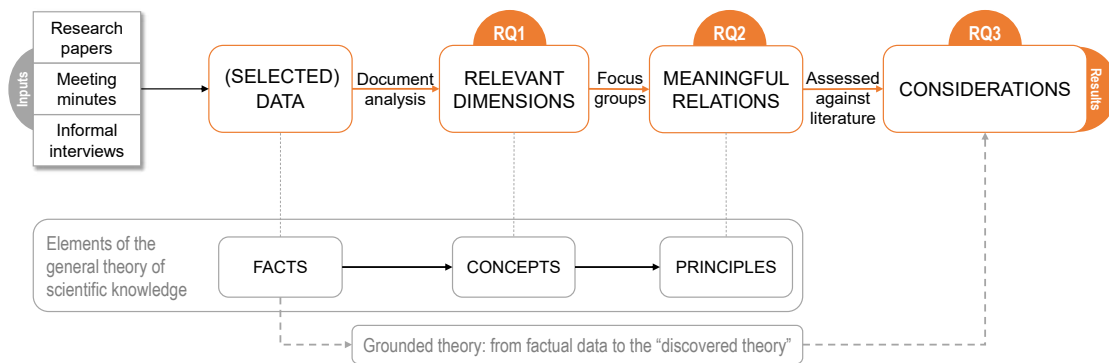 Inputs
Research
papers
Meeting
minutes
Informal
interviews
(SELECTED)
DATA
Document
analysis
RQ1
RELEVANT
DIMENSIONS
Focus
groups
RQ2
MEANINGFUL
RELATIONS
Assessed
against
literature
RQ3
CONSIDERATIONS
Results
Elements of the
general theory of
scientific knowledge
FACTS
CONCEPTS
PRINCIPLES
Grounded theory: from factual data to the “discovered theory”